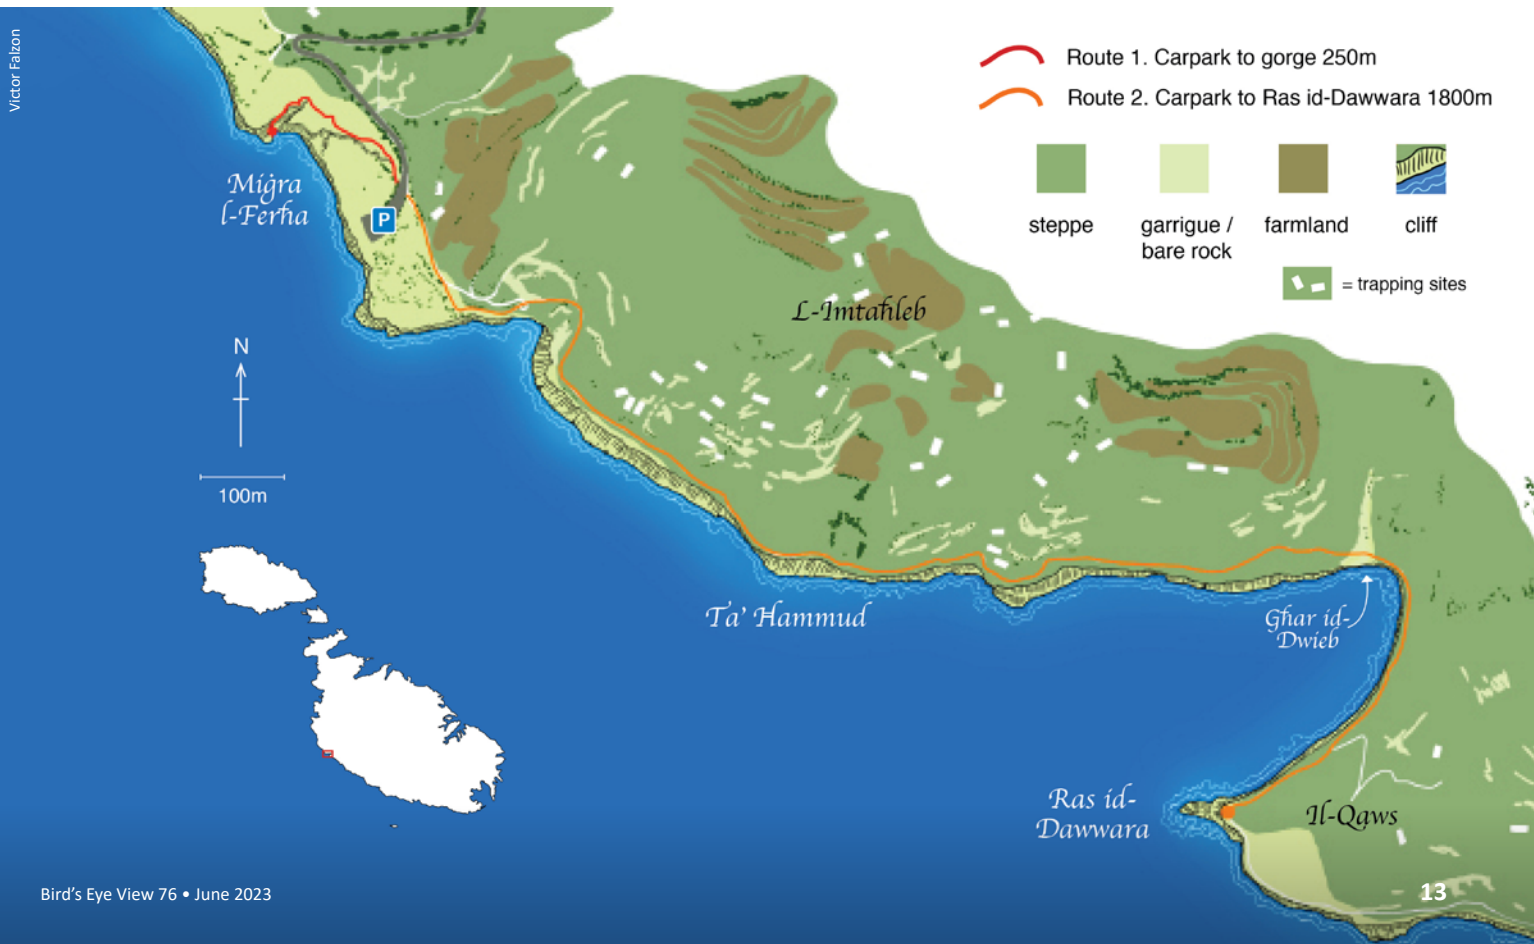 Victor Falzon
Route 1. Carpark to gorge 250m
Route 2. Carpark to Ras id-Dawwara 1800m
steppe
garrigue /
bare rock
farmland
cliff
= trapping sites
Miġra
l-Ferħa
P
L-Imtaħleb
N
100m
Ta' Ħammud
Għar id-
Dwieb
Ras id-
Dawwara
Il-Qaws
Bird's Eye View 76 • June 2023
13